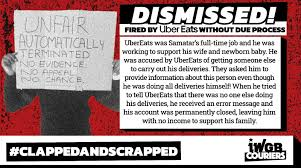 UNFAIR
AUTOMATICALLY
TERMINATED
NO EVIDENCE
NO APPEAL
NO CHANCE.
DISMISSED!
FIRED BY Uber Eats WITHOUT DUE PROCESS
UberEats was Samatar's full-time job and he was
working to support his wife and newborn baby. He
was accused by UberEats of getting someone else
to carry out his deliveries. They asked him to
provide information about this person even though
he was doing all deliveries himself! When he tried
to tell UberEats that there was no one else doing
his deliveries, he received an error message and
his account was permanently closed, leaving him
with no income to support his family.
#CLAPPEDANDSCRAPPED
IWGB
COURIERS